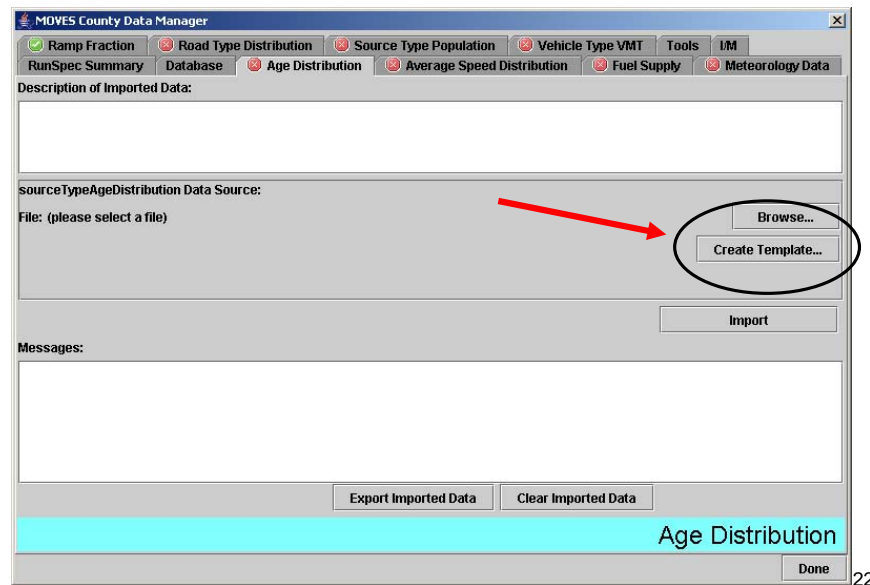 MOVES County Data Manager
Ramp Fraction Road Type Distribution Source Type Population Vehicle Type VMT Tools I/M
RunSpec Summary Database Age Distribution Average Speed Distribution Fuel Supply Meteorology Data
Description of Imported Data:
sourceTypeAgeDistribution Data Source:
File: (please select a file) Browse...
Create Template...
Import
Messages:
Export Imported Data Clear Imported Data
Age Distribution
Done
22